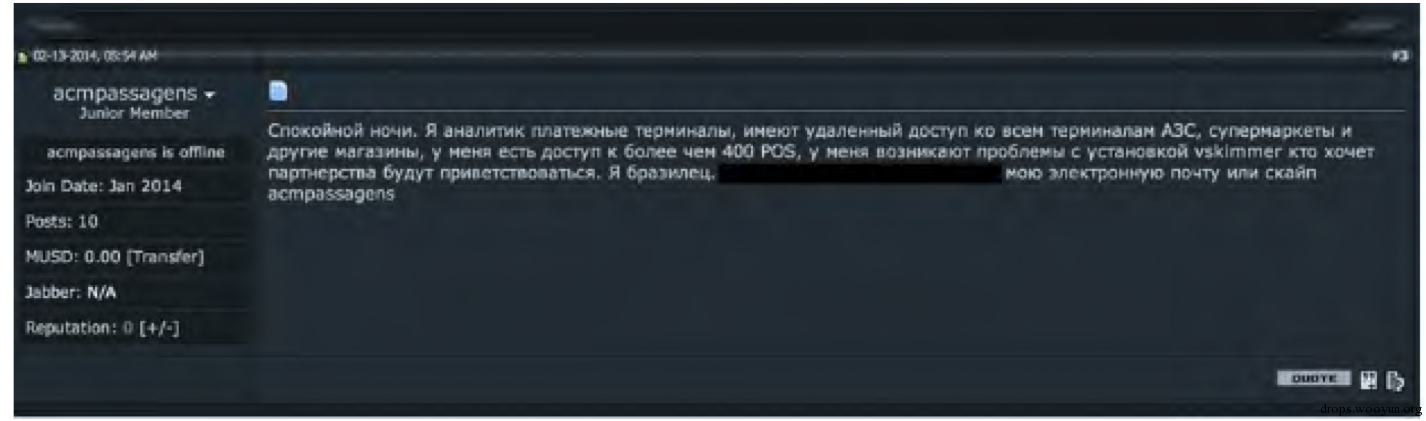 02-13-2014, 05:54 AM
#3
acmpassagens
Junior Member
acmpassagens is offline
Join Date: Jan 2014
Posts: 10
MUSD: 0.00 [Transfer]
Jabber: N/A
Reputation: 0 [+/-]
Спокойной ночи. Я аналитик платежные терминалы, имеют удаленный доступ ко всем терминалам АЗС, супермаркеты и
другие магазины, у меня есть доступ к более чем 400 POS, у меня возникают проблемы с установкой vskimmer кто хочет
партнерства будут приветствоваться. Я бразилец. мою электронную почту или скайп
acmpassagens
QUOTE
drops.wooyun.org